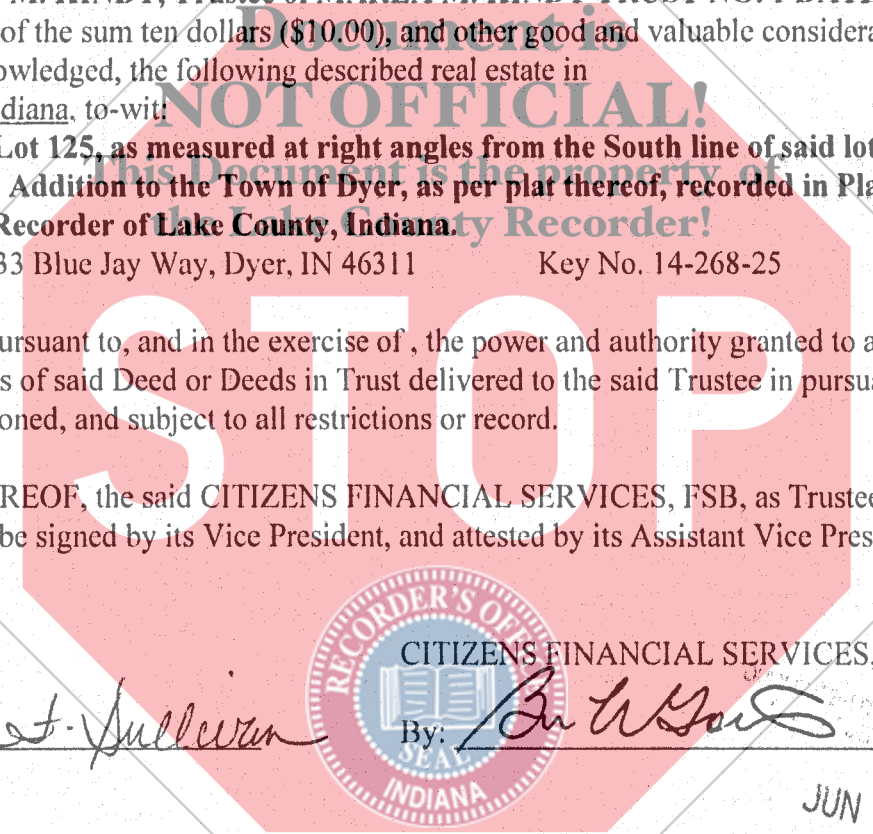 of the sum ten dollars ($10.00), and other good and valuable considera
Document is
owledged, the following described real estate in
diana, to-wit:
NOT OFFICIAL!
Lot 125, as measured at right angles from the South line of said lot
This Document is the property of
Addition to the Town of Dyer, as per plat thereof, recorded in Pla
the Lake County Recorder!
Recorder of Lake County, Indiana.
33 Blue Jay Way, Dyer, IN 46311 Key No. 14-268-25
STOP
ursuant to, and in the exercise of , the power and authority granted to a
s of said Deed or Deeds in Trust delivered to the said Trustee in pursua
oned, and subject to all restrictions or record.
REOF, the said CITIZENS FINANCIAL SERVICES, FSB, as Trustee
be signed by its Vice President, and attested by its Assistant Vice Pres
RECORDER'S OFFICE
CITIZENS FINANCIAL SERVICES,
Sullivan
By:
SEAL
INDIANA
JUN